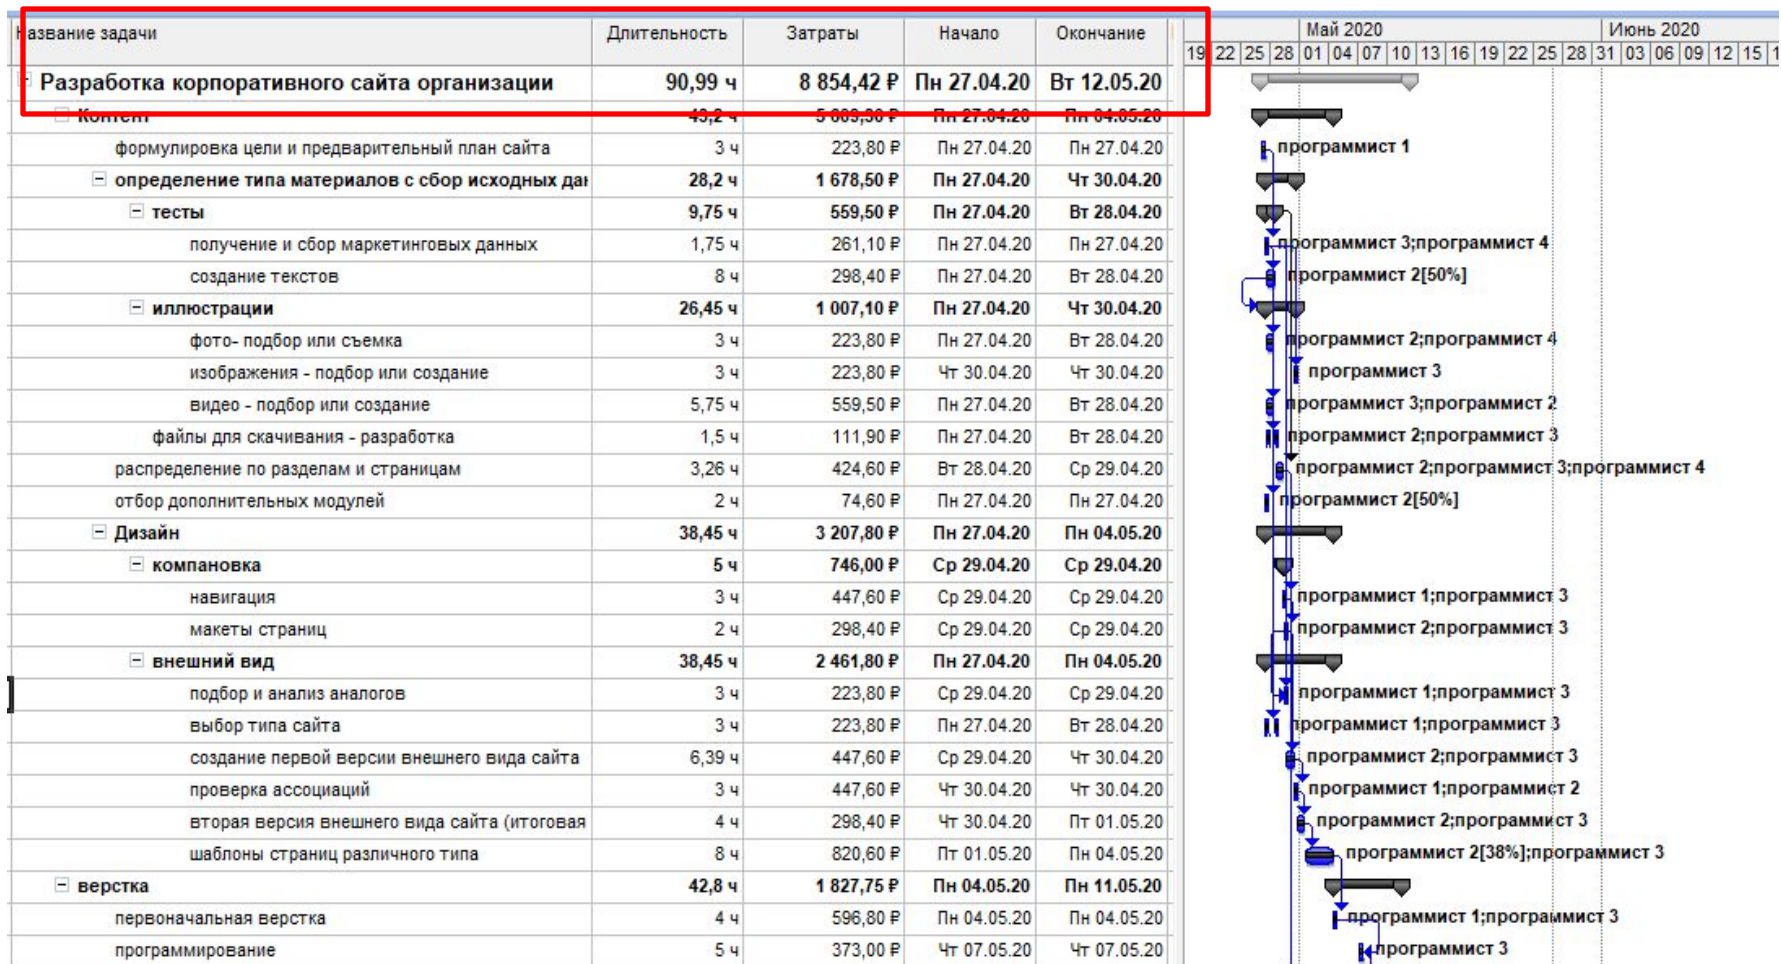 Название задачи Длительность Затраты Начало Окончание Май 2020 Июнь 2020
19 22 25 28 01 04 07 10 13 16 19 22 25 28 31 03 06 09 12 15
Разработка корпоративного сайта организации 90,99 ч 8 854,42 ₽ Пн 27.04.20 Вт 12.05.20
Контент Пн 27.04.20 Пн 04.05.20
формулировка цели и предварительный план сайта 3 ч 223,80 ₽ Пн 27.04.20 Пн 27.04.20 программист 1
определение типа материалов с сбор исходных дан 28,2 ч 1 678,50 ₽ Пн 27.04.20 Чт 30.04.20
тесты 9,75 ч 559,50 ₽ Пн 27.04.20 Вт 28.04.20
получение и сбор маркетинговых данных 1,75 ч 261,10 ₽ Пн 27.04.20 Пн 27.04.20 программист 3;программист 4
создание текстов 8 ч 298,40 ₽ Пн 27.04.20 Вт 28.04.20 программист 2[50%]
иллюстрации 26,45 ч 1 007,10 ₽ Пн 27.04.20 Чт 30.04.20
фото- подбор или съемка 3 ч 223,80 ₽ Пн 27.04.20 Вт 28.04.20 программист 2;программист 4
изображения - подбор или создание 3 ч 223,80 ₽ Чт 30.04.20 Чт 30.04.20 программист 3
видео - подбор или создание 5,75 ч 559,50 ₽ Пн 27.04.20 Вт 28.04.20 программист 3;программист 2
файлы для скачивания - разработка 1,5 ч 111,90 ₽ Пн 27.04.20 Вт 28.04.20 программист 2;программист 3
распределение по разделам и страницам 3,26 ч 424,60 ₽ Вт 28.04.20 Ср 29.04.20 программист 2;программист 3;программист 4
отбор дополнительных модулей 2 ч 74,60 ₽ Пн 27.04.20 Пн 27.04.20 программист 2[50%]
Дизайн 38,45 ч 3 207,80 ₽ Пн 27.04.20 Пн 04.05.20
компановка 5 ч 746,00 ₽ Ср 29.04.20 Ср 29.04.20
навигация 3 ч 447,60 ₽ Ср 29.04.20 Ср 29.04.20 программист 1;программист 3
макеты страниц 2 ч 298,40 ₽ Ср 29.04.20 Ср 29.04.20 программист 2;программист 3
внешний вид 38,45 ч 2 461,80 ₽ Пн 27.04.20 Пн 04.05.20
подбор и анализ аналогов 3 ч 223,80 ₽ Ср 29.04.20 Ср 29.04.20 программист 1;программист 3
выбор типа сайта 3 ч 223,80 ₽ Пн 27.04.20 Вт 28.04.20 программист 1;программист 3
создание первой версии внешнего вида сайта 6,39 ч 447,60 ₽ Ср 29.04.20 Чт 30.04.20 программист 2;программист 3
проверка ассоциаций 3 ч 447,60 ₽ Чт 30.04.20 Чт 30.04.20 программист 1;программист 2
вторая версия внешнего вида сайта (итоговая 4 ч 298,40 ₽ Чт 30.04.20 Пт 01.05.20 программист 2;программист 3
шаблоны страниц различного типа 8 ч 820,60 ₽ Пт 01.05.20 Пн 04.05.20 программист 2[38%];программист 3
верстка 42,8 ч 1 827,75 ₽ Пн 04.05.20 Пн 11.05.20
первоначальная верстка 4 ч 596,80 ₽ Пн 04.05.20 Пн 04.05.20 программист 1;программист 3
программирование 5 ч 373,00 ₽ Чт 07.05.20 Чт 07.05.20 программист 3